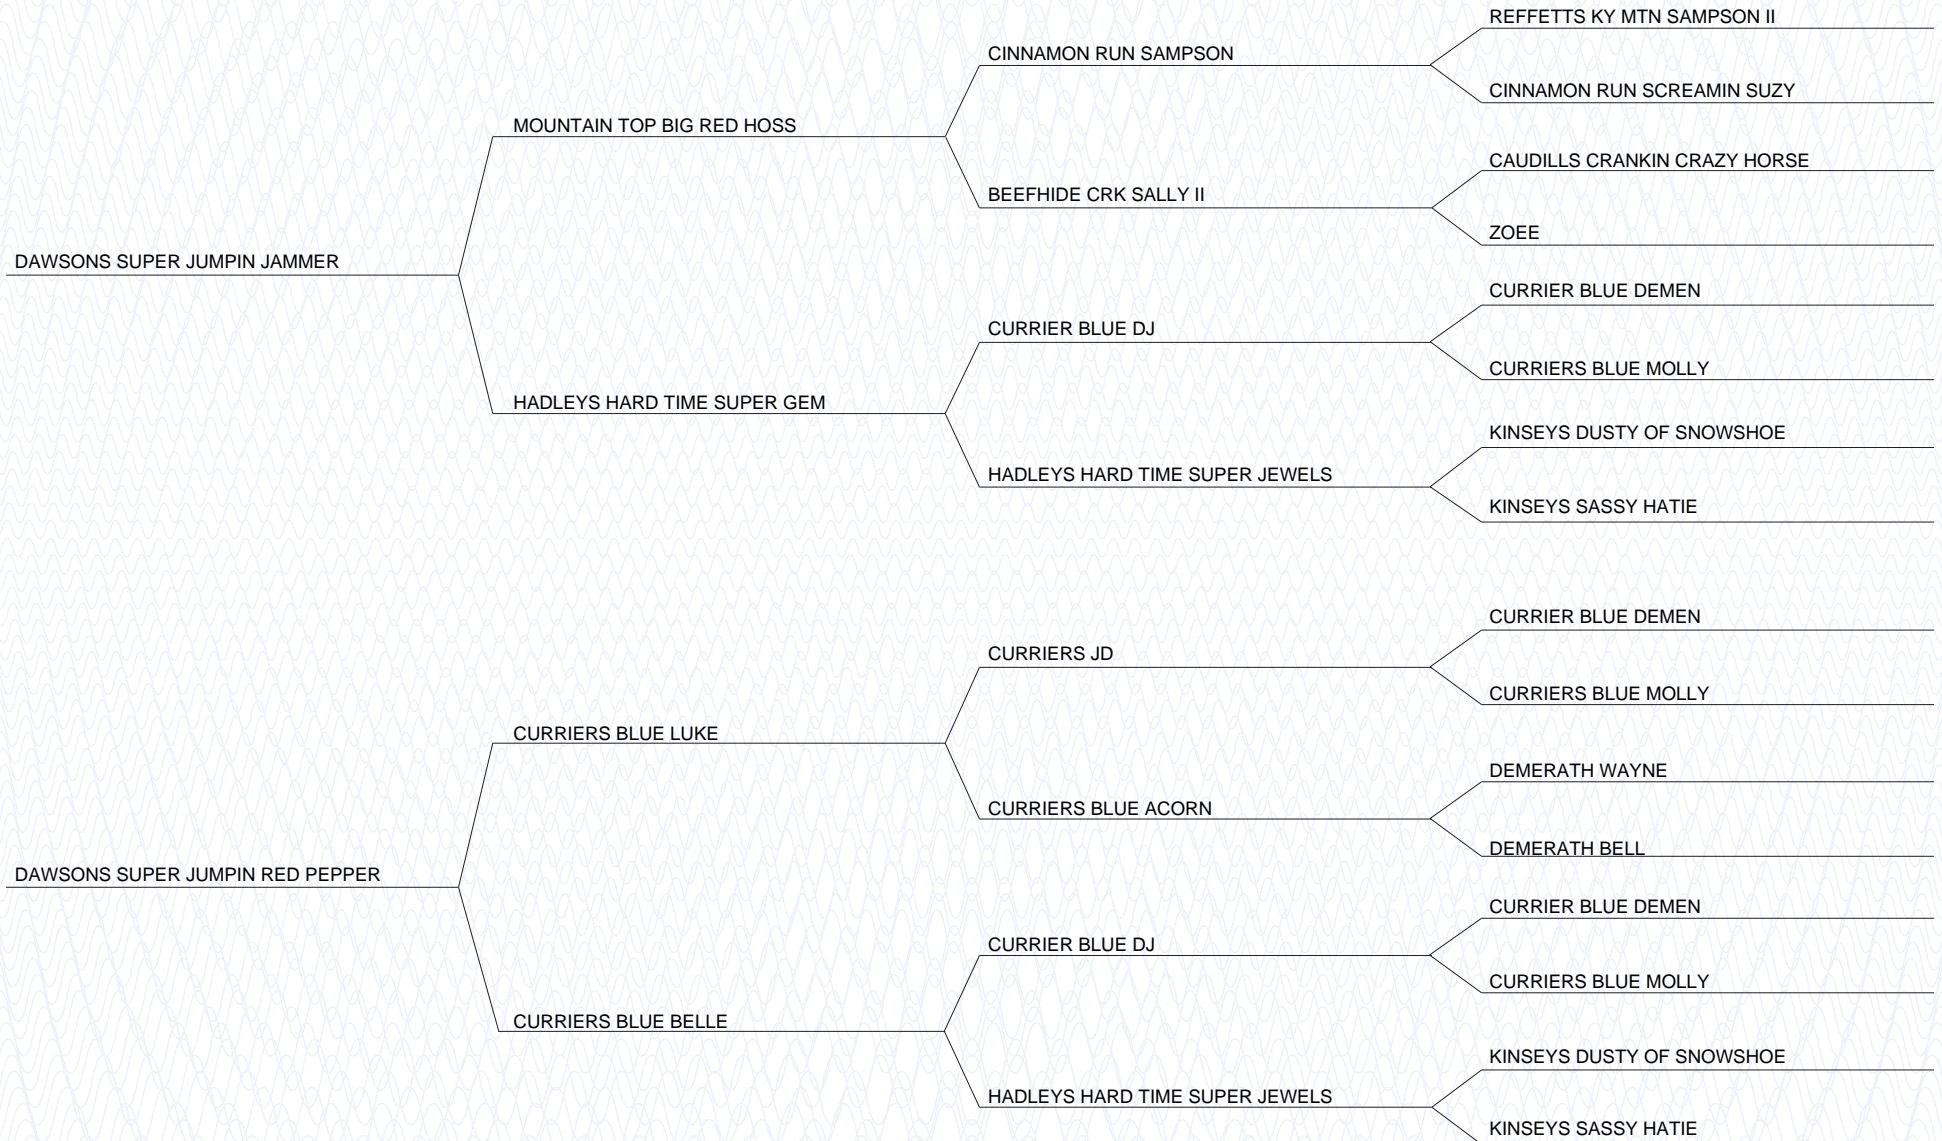 REFFETTS KY MTN SAMPSON II
CINNAMON RUN SAMPSON
CINNAMON RUN SCREAMIN SUZY
MOUNTAIN TOP BIG RED HOSS
CAUDILLS CRANKIN CRAZY HORSE
BEEFHIDE CRK SALLY II
ZOEE
DAWSONS SUPER JUMPIN JAMMER
CURRIER BLUE DEMEN
CURRIER BLUE DJ
CURRIERS BLUE MOLLY
HADLEYS HARD TIME SUPER GEM
KINSEYS DUSTY OF SNOWSHOE
HADLEYS HARD TIME SUPER JEWELS
KINSEYS SASSY HATIE
CURRIER BLUE DEMEN
CURRIERS JD
CURRIERS BLUE MOLLY
CURRIERS BLUE LUKE
DEMERATH WAYNE
CURRIERS BLUE ACORN
DEMERATH BELL
DAWSONS SUPER JUMPIN RED PEPPER
CURRIER BLUE DEMEN
CURRIER BLUE DJ
CURRIERS BLUE MOLLY
CURRIERS BLUE BELLE
KINSEYS DUSTY OF SNOWSHOE
HADLEYS HARD TIME SUPER JEWELS
KINSEYS SASSY HATIE